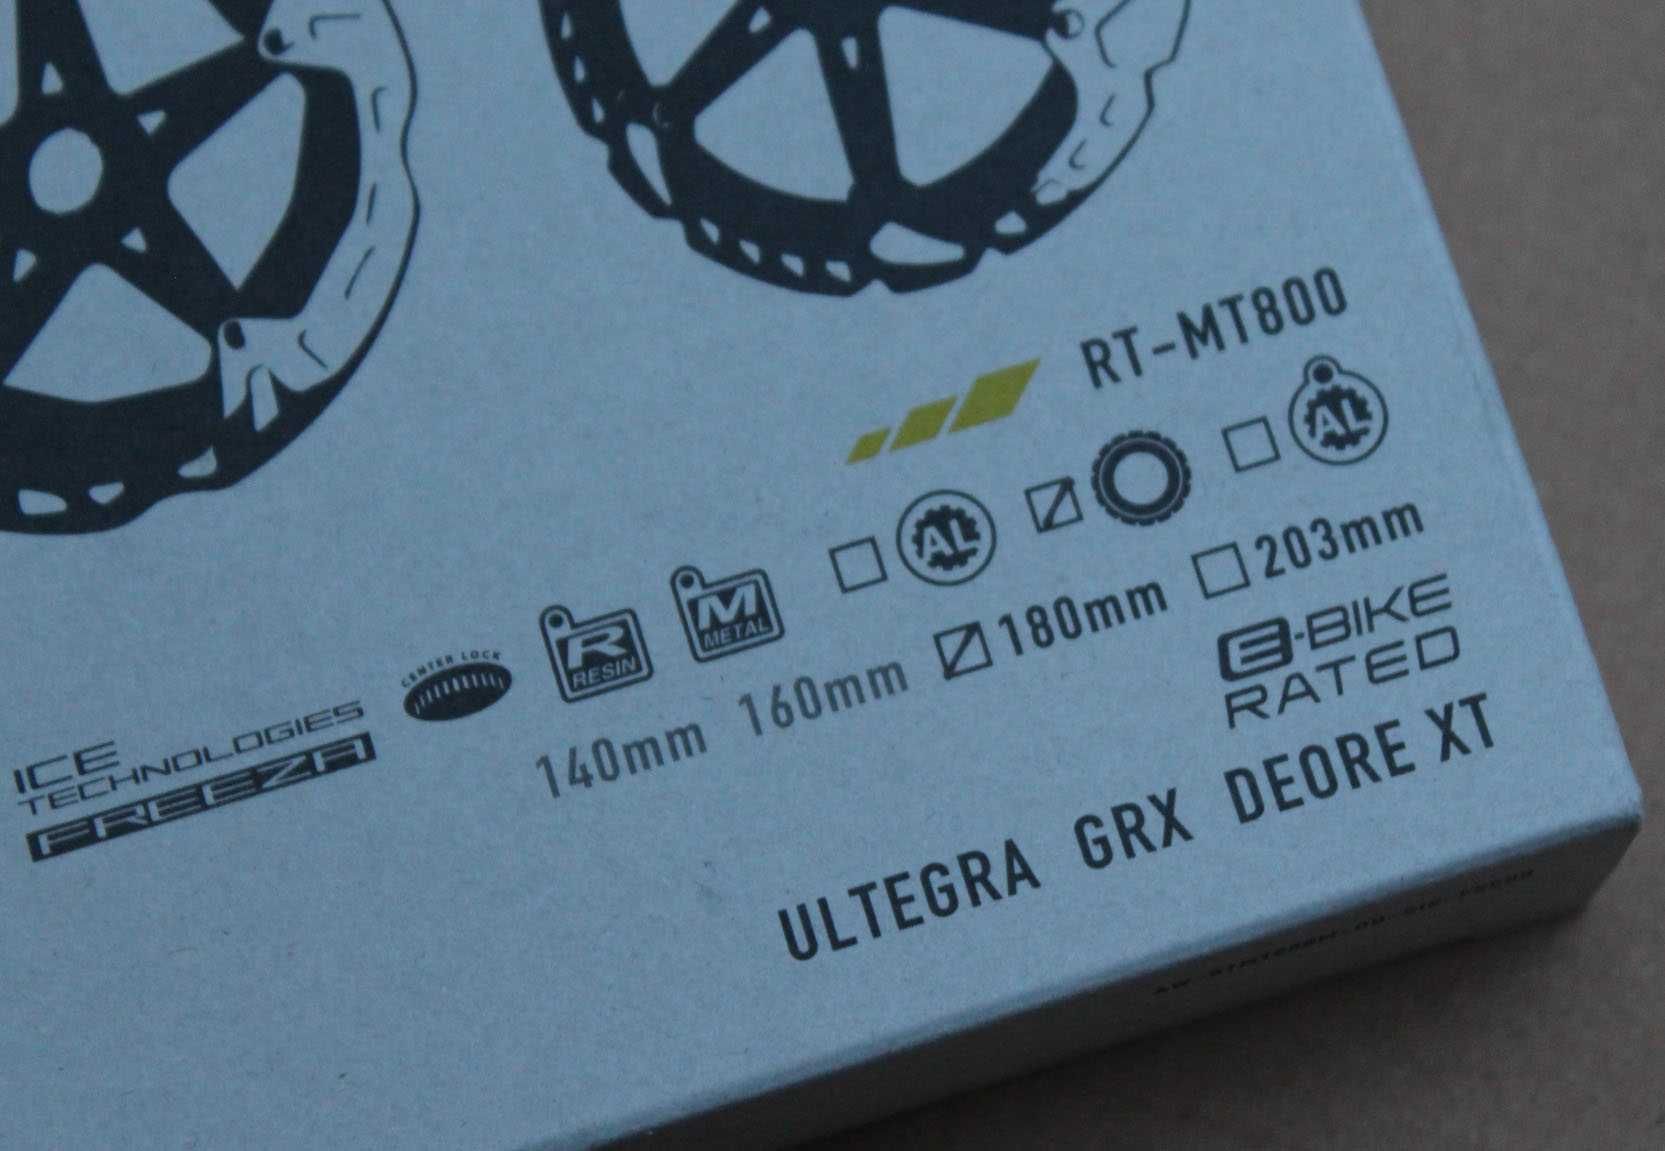 RT-MT800
AL
AL
CENTER LOCK
R
RESIN
M
METAL
140mm 160mm 180mm 203mm
ICE
TECHNOLOGIES
FREEZA
E-BIKE
RATED
ULTEGRA GRX DEORE XT